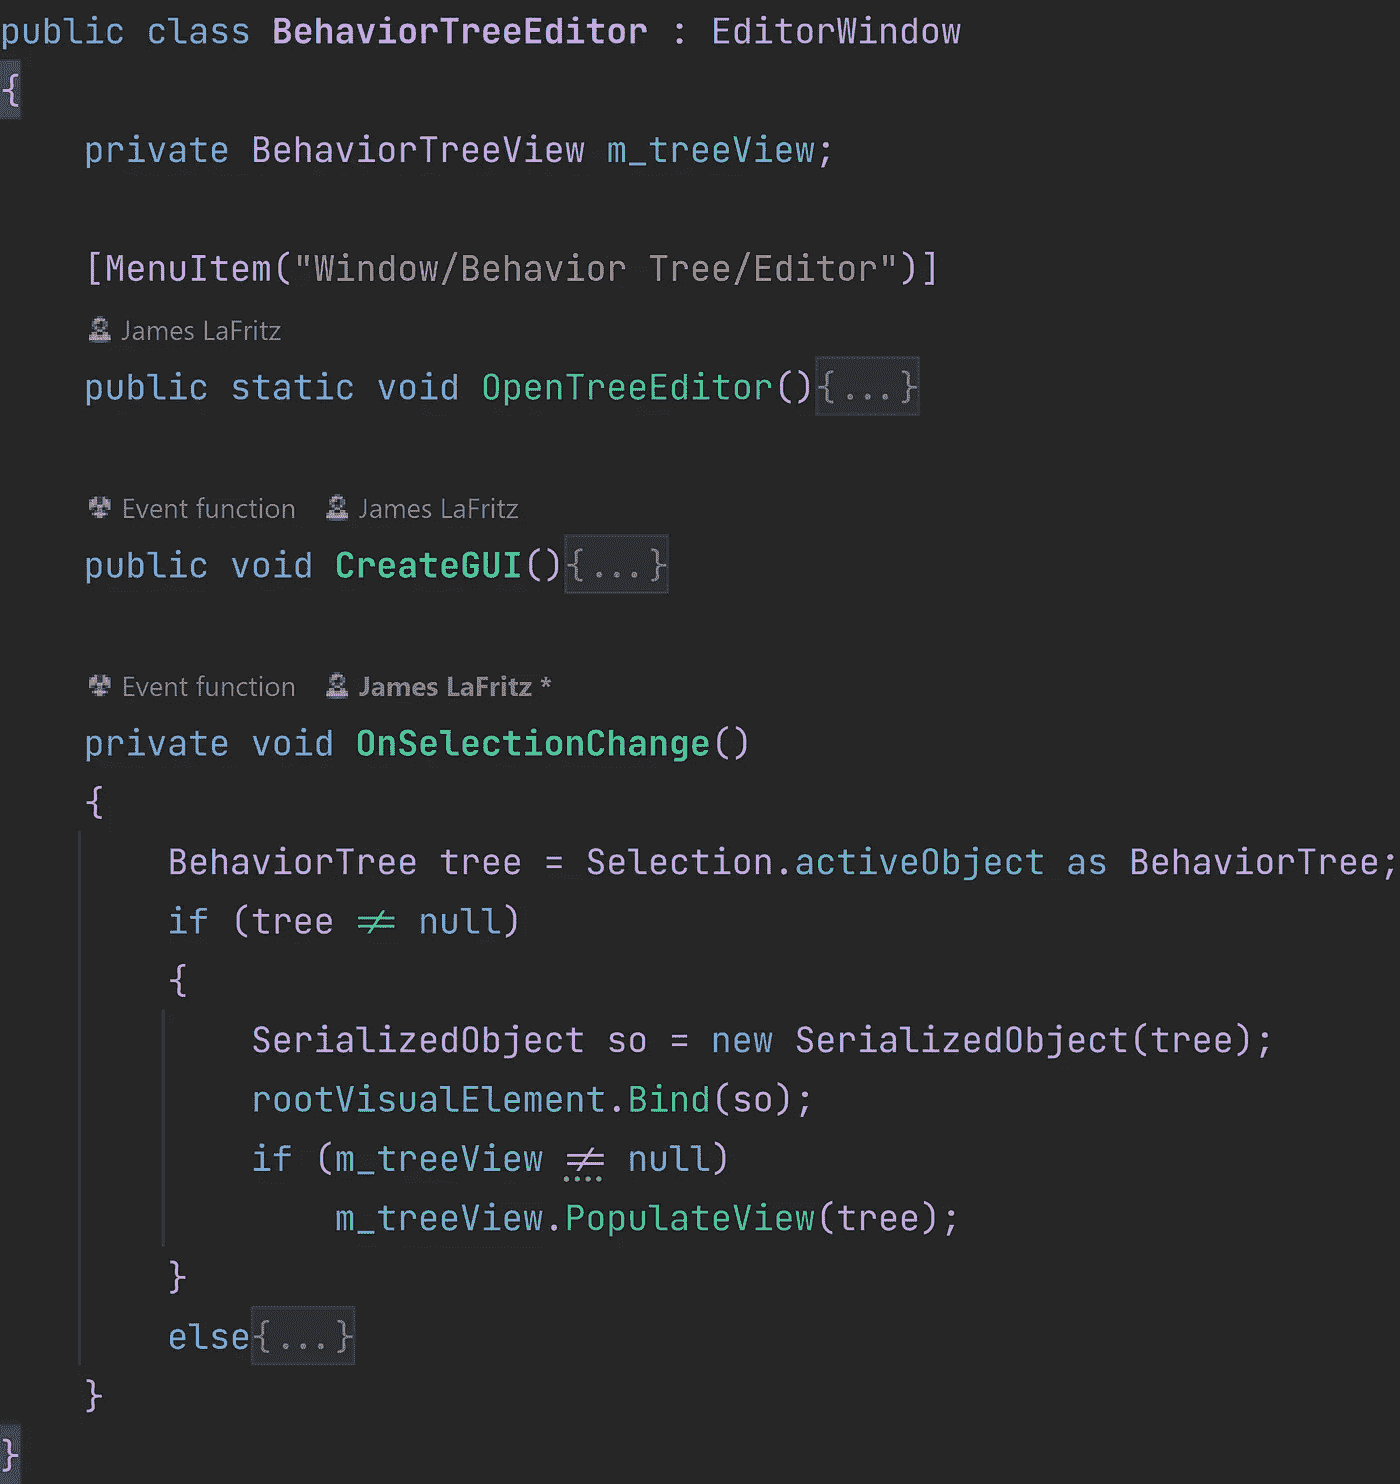 public class BehaviorTreeEditor : EditorWindow
{
    private BehaviorTreeView m_treeView;
    [MenuItem("Window/Behavior Tree/Editor")]
    James LaFritz
    public static void OpenTreeEditor(){...}
    Event function James LaFritz
    public void CreateGUI(){...}
    Event function James LaFritz *
    private void OnSelectionChange()
    {
        BehaviorTree tree = Selection.activeObject as BehaviorTree;
        if (tree ≠ null)
        {
            SerializedObject so = new SerializedObject(tree);
            rootVisualElement.Bind(so);
            if (m_treeView ≠ null)
                m_treeView.PopulateView(tree);
        }
        else{...}
    }
}